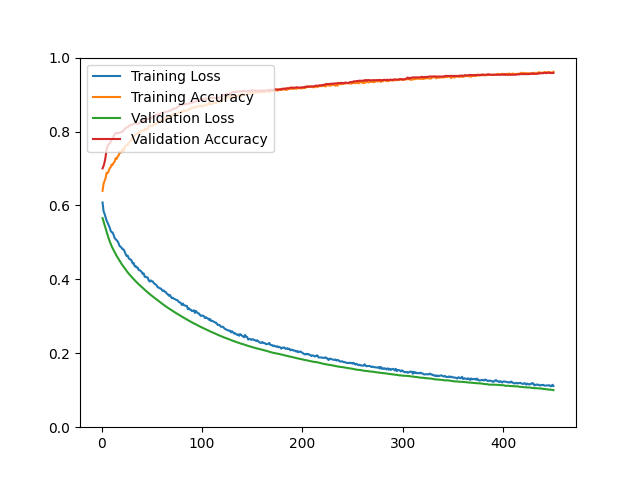 1.0
0.8
0.6
0.4
0.2
0.0
Training Loss
Training Accuracy
Validation Loss
Validation Accuracy
0 100 200 300 400